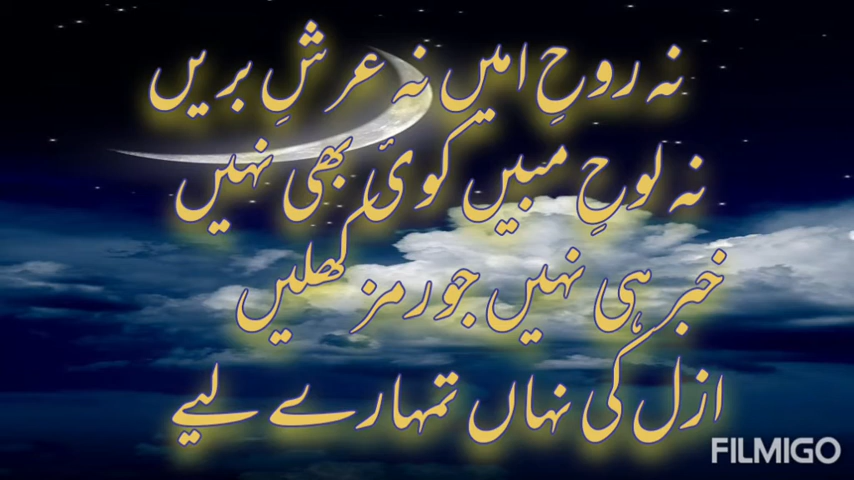 نہ روحِ امیں نہ عرشِ بریں
نہ لوحِ مبیں کوئ بھی نہیں
خبر ہی نہیں جو رمز کھلیں
ازل کی نہاں تمہارے لیے
FILMIGO